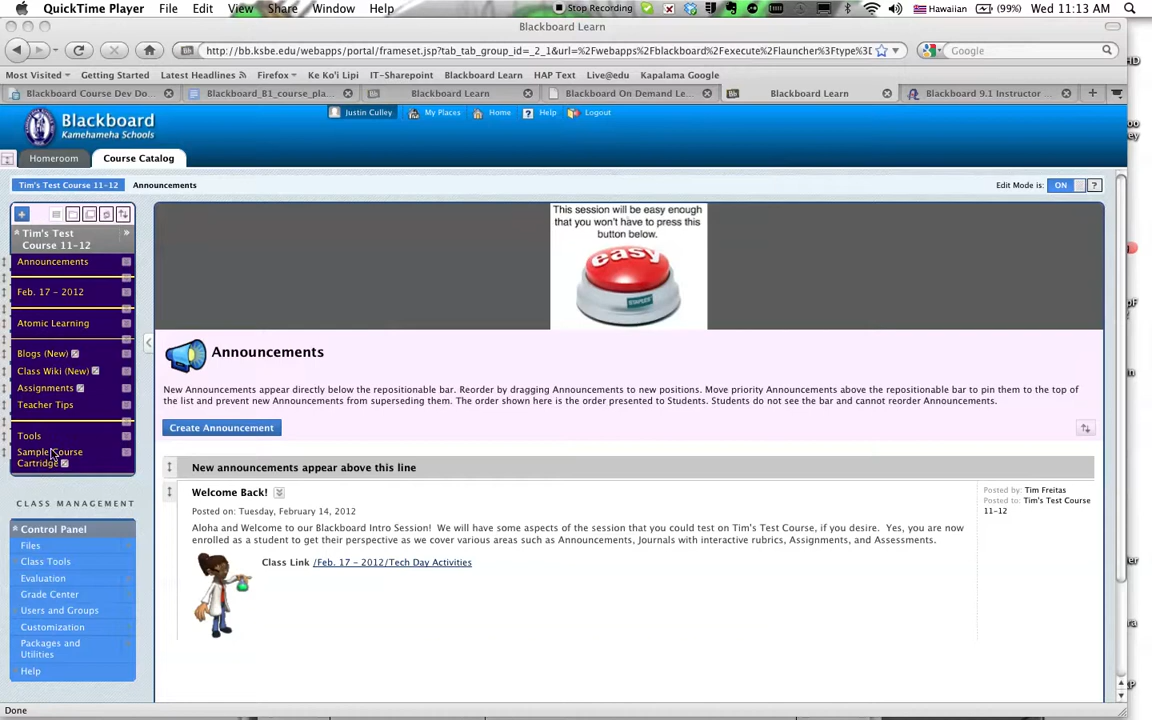 QuickTime Player File Edit View Share Window Help Stop Recording Hawaiian (99%) Wed 11:13 AM
Blackboard Learn
http://bb.ksbe.edu/webapps/portal/frameset.jsp?tab_tab_group_id=_2_1&url=%2Fwebapps%2Fblackboard%2Fexecute%2Flauncher%3Ftype%3D Google
Most Visited Getting Started Latest Headlines Firefox Ke Ko'i Lipi IT-Sharepoint Blackboard Learn HAP Text Live@edu Kapalama Google
Blackboard Course Dev Do... Blackboard_B1_course_pla... Blackboard Learn Blackboard On Demand Le... Blackboard Learn Blackboard 9.1 Instructor ...
Blackboard
Kamehameha Schools
Justin Culley My Places Home Help Logout
Homeroom Course Catalog
Tim's Test Course 11-12 Announcements Edit Mode is: ON ?
Tim's Test
Course 11-12
Announcements
Feb. 17 - 2012
Atomic Learning
Blogs (New)
Class Wiki (New)
Assignments
Teacher Tips
Tools
Sample Course
Cartridge
CLASS MANAGEMENT
Control Panel
Files
Class Tools
Evaluation
Grade Center
Users and Groups
Customization
Packages and
Utilities
Help
This session will be easy enough
that you won't have to press this
button below.
easy
STAPLES
Announcements
New Announcements appear directly below the repositionable bar. Reorder by dragging Announcements to new positions. Move priority Announcements above the repositionable bar to pin them to the top of
the list and prevent new Announcements from superseding them. The order shown here is the order presented to Students. Students do not see the bar and cannot reorder Announcements.
Create Announcement
New announcements appear above this line
Welcome Back!
Posted on: Tuesday, February 14, 2012
Aloha and Welcome to our Blackboard Intro Session! We will have some aspects of the session that you could test on Tim's Test Course, if you desire. Yes, you are now
enrolled as a student to get their perspective as we cover various areas such as Announcements, Journals with interactive rubrics, Assignments, and Assessments.
Class Link /Feb. 17 - 2012/Tech Day Activities
Posted by: Tim Freitas
Posted to: Tim's Test Course
11-12
Done